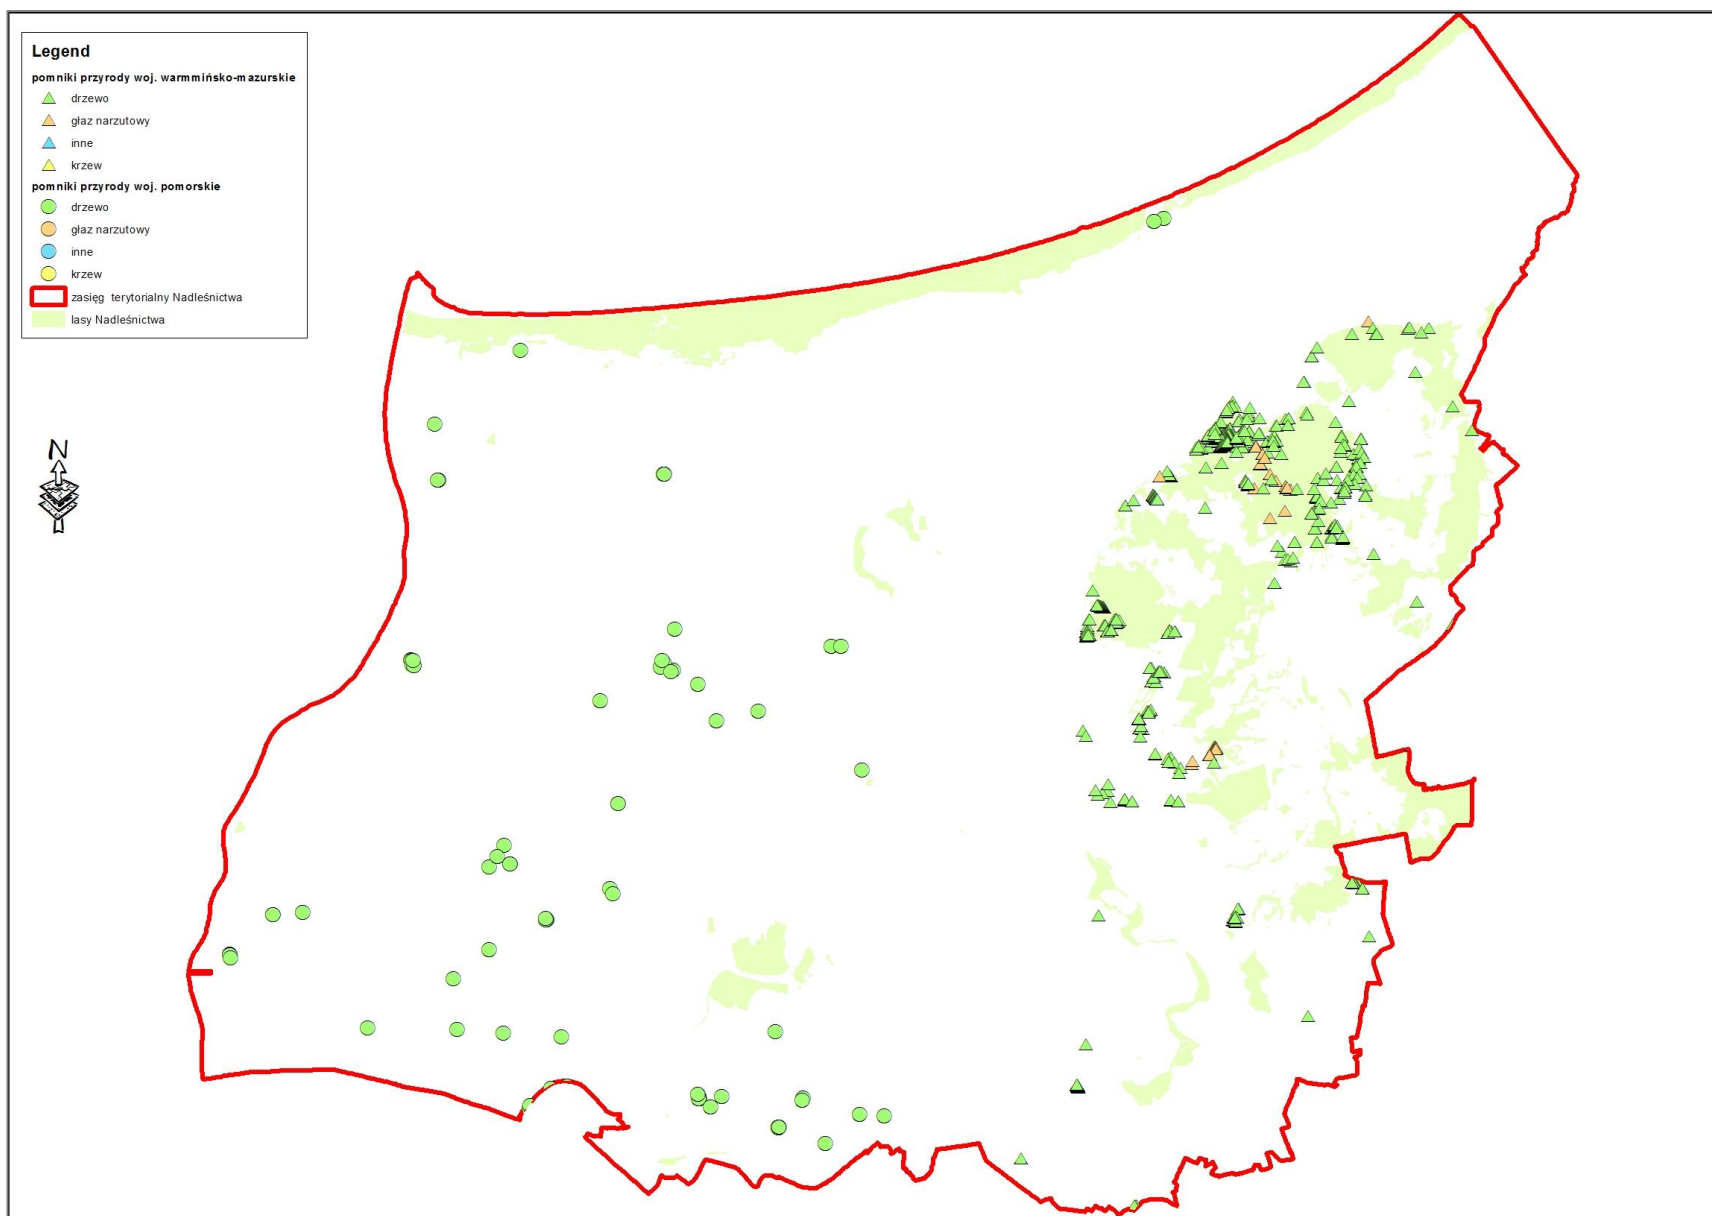 Legend
pomniki przyrody woj. warmmińsko-mazurskie
drzewo
głaz narzutowy
inne
krzew
pomniki przyrody woj. pomorskie
drzewo
głaz narzutowy
inne
krzew
zasięg terytorialny Nadleśnictwa
lasy Nadleśnictwa
N